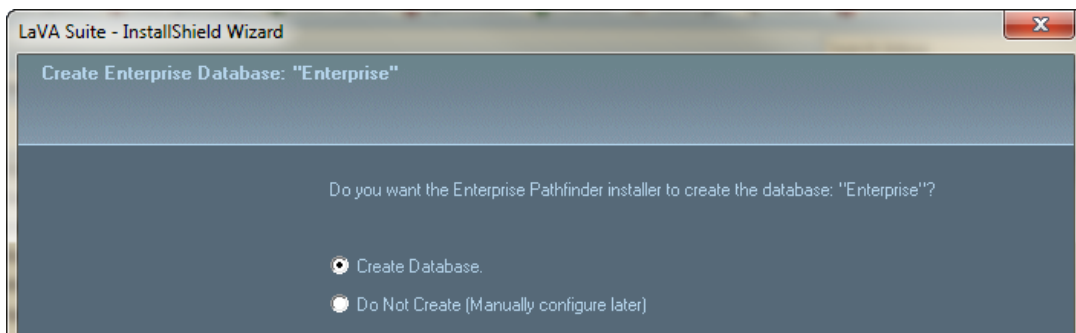 LaVA Suite - InstallShield Wizard
Create Enterprise Database: "Enterprise"
Do you want the Enterprise Pathfinder installer to create the database: "Enterprise"?
Create Database.
Do Not Create (Manually configure later)